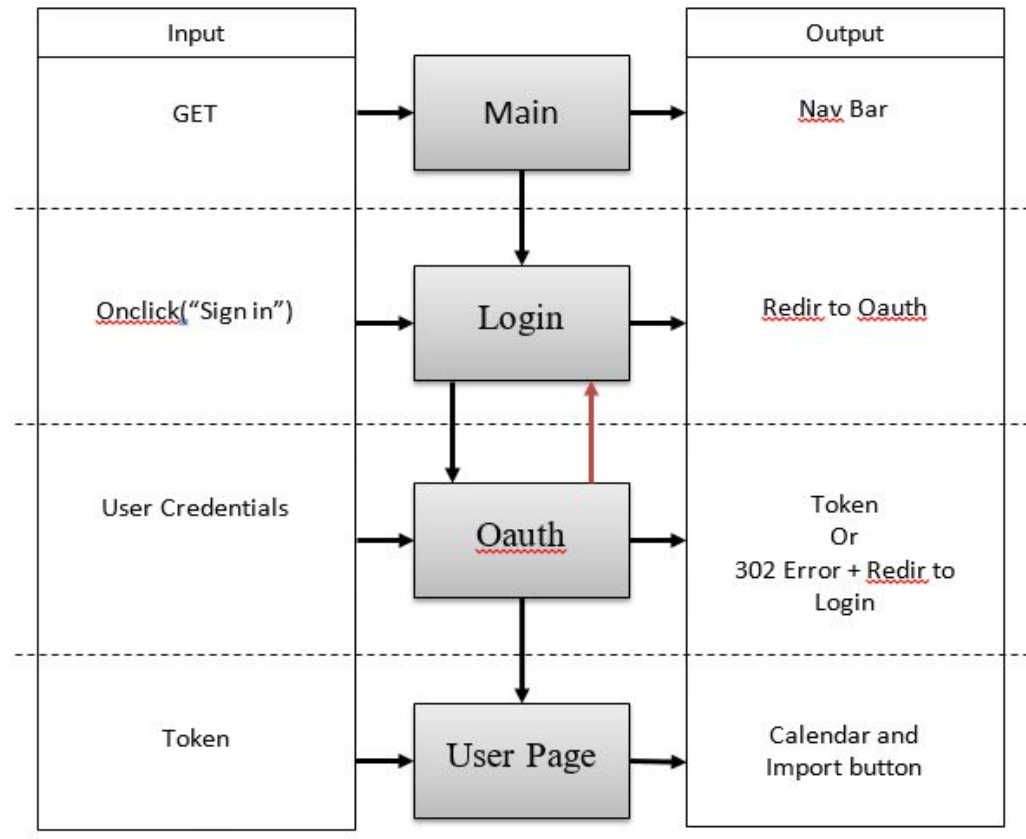 Input
Output
GET
Main
Nav Bar
Onclick(“Sign in”)
Login
Redir to Oauth
User Credentials
Oauth
Token
Or
302 Error + Redir to
Login
Token
User Page
Calendar and
Import button